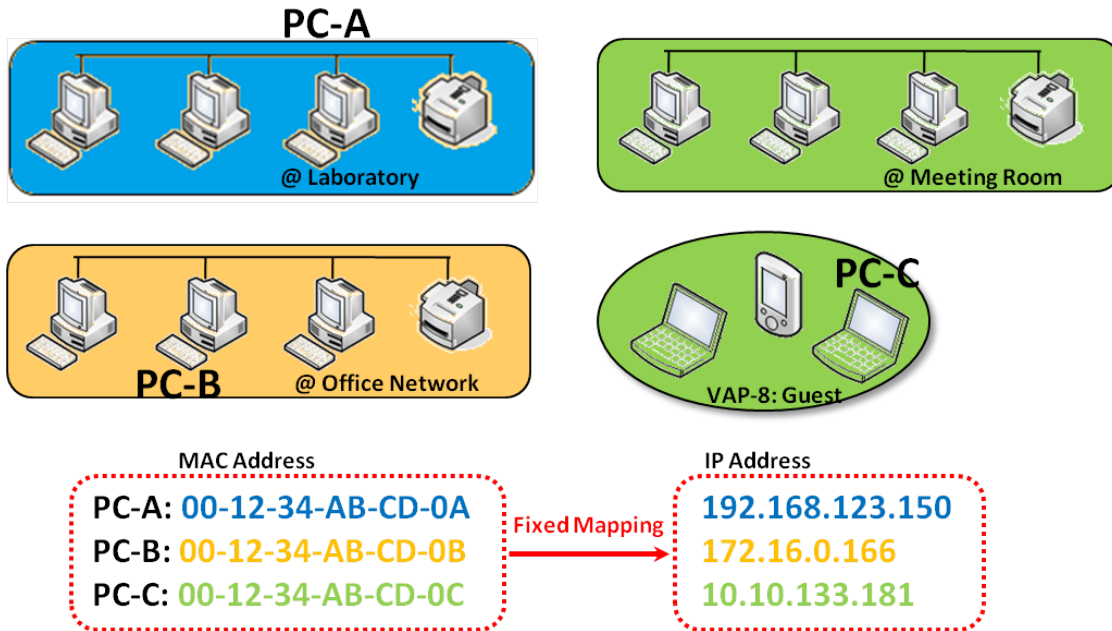 PC-A
@ Laboratory
@ Meeting Room
PC-B
@ Office Network
PC-C
VAP-8: Guest
MAC Address
PC-A: 00-12-34-AB-CD-0A
PC-B: 00-12-34-AB-CD-0B
PC-C: 00-12-34-AB-CD-0C
Fixed Mapping
IP Address
192.168.123.150
172.16.0.166
10.10.133.181